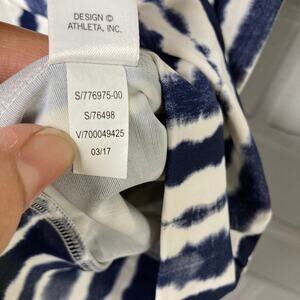 DESIGN ©
ATHLETA, INC.
S/776975-00
S/76498
V/700049425
03/17